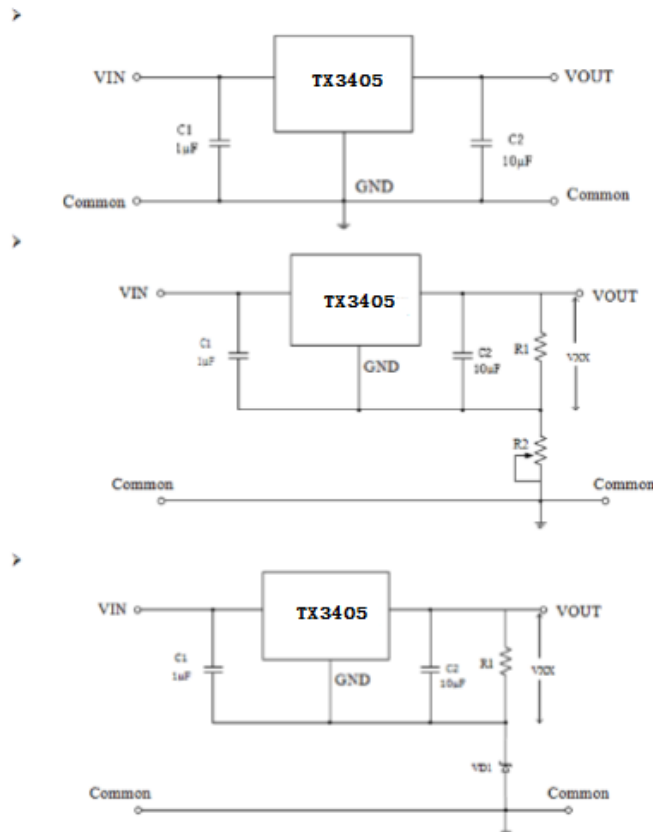 TX3405
VIN
VOUT
C1
1μF
C2
10μF
GND
Common
Common
VIN
TX3405
VOUT
C1
1μF
GND
C2
10μF
R1
VXX
R2
Common
Common
TX3405
VIN
VOUT
C1
1μF
GND
C2
10μF
R1
VXX
VD1
Common
Common